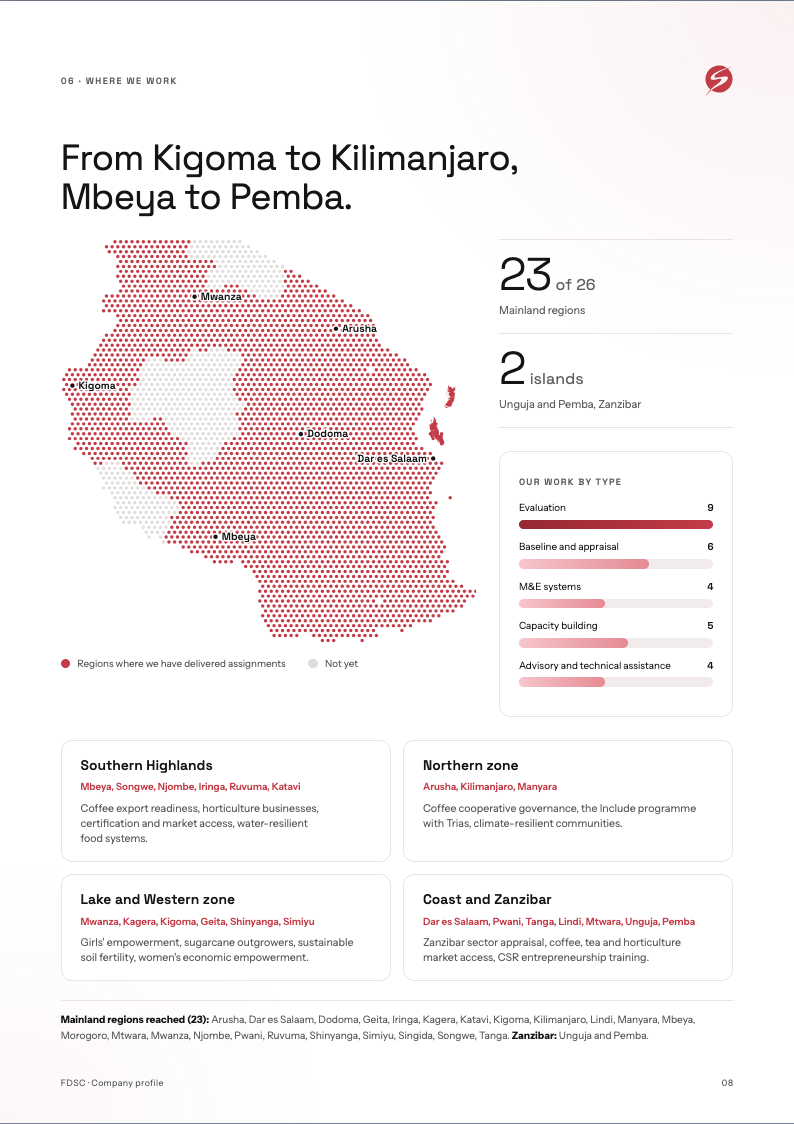 06 · WHERE WE WORK
From Kigoma to Kilimanjaro,
Mbeya to Pemba.
Mwanza
Arusha
Kigoma
Dodoma
Dar es Salaam
Mbeya
Regions where we have delivered assignments
Not yet
23 of 26
Mainland regions
2 islands
Unguja and Pemba, Zanzibar
OUR WORK BY TYPE
Evaluation 9
Baseline and appraisal 6
M&E systems 4
Capacity building 5
Advisory and technical assistance 4
Southern Highlands
Mbeya, Songwe, Njombe, Iringa, Ruvuma, Katavi
Coffee export readiness, horticulture businesses,
certification and market access, water-resilient
food systems.
Northern zone
Arusha, Kilimanjaro, Manyara
Coffee cooperative governance, the Include programme
with Trias, climate-resilient communities.
Lake and Western zone
Mwanza, Kagera, Kigoma, Geita, Shinyanga, Simiyu
Girls' empowerment, sugarcane outgrowers, sustainable
soil fertility, women's economic empowerment.
Coast and Zanzibar
Dar es Salaam, Pwani, Tanga, Lindi, Mtwara, Unguja, Pemba
Zanzibar sector appraisal, coffee, tea and horticulture
market access, CSR entrepreneurship training.
Mainland regions reached (23): Arusha, Dar es Salaam, Dodoma, Geita, Iringa, Kagera, Katavi, Kigoma, Kilimanjaro, Lindi, Manyara, Mbeya,
Morogoro, Mtwara, Mwanza, Njombe, Pwani, Ruvuma, Shinyanga, Simiyu, Singida, Songwe, Tanga. Zanzibar: Unguja and Pemba.
FDSC · Company profile
08